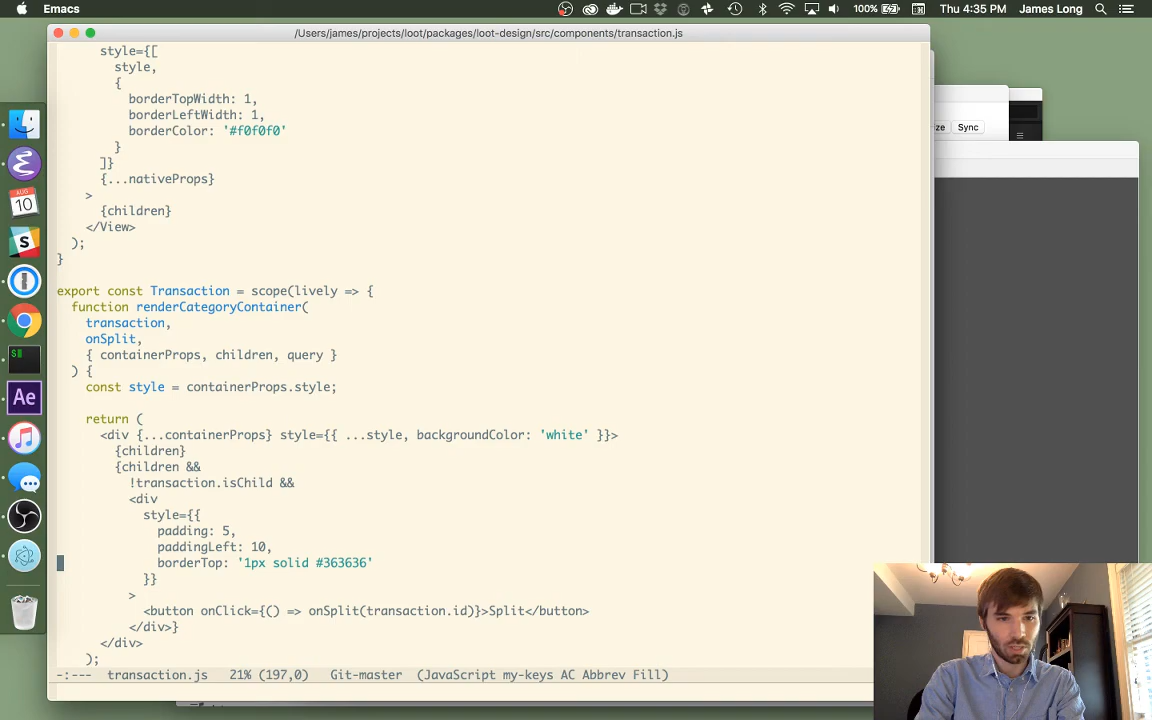 Emacs
100%
Thu 4:35 PM
James Long
/Users/james/projects/loot/packages/loot-design/src/components/transaction.js
style={[
style,
{
borderTopWidth: 1,
borderLeftWidth: 1,
borderColor: '#f0f0f0'
}
]}
{...nativeProps}
>
{children}
</View>
);
}
export const Transaction = scope(lively => {
function renderCategoryContainer(
transaction,
onSplit,
{ containerProps, children, query }
) {
const style = containerProps.style;
return (
<div {...containerProps} style={{ ...style, backgroundColor: 'white' }}>
{children}
{children &&
!transaction.isChild &&
<div
style={{
padding: 5,
paddingLeft: 10,
borderTop: '1px solid #363636'
}}
>
<button onClick={() => onSplit(transaction.id)}>Split</button>
</div>}
</div>
);
-:--- transaction.js 21% (197,0) Git-master (JavaScript my-keys AC Abbrev Fill)
ze
Sync
AUG
10
S
$
Ae